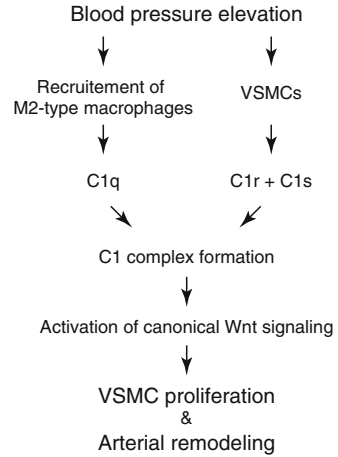 Blood pressure elevation
Recruitement of
M2-type macrophages
VSMCs
C1q
C1r + C1s
C1 complex formation
Activation of canonical Wnt signaling
VSMC proliferation
&
Arterial remodeling